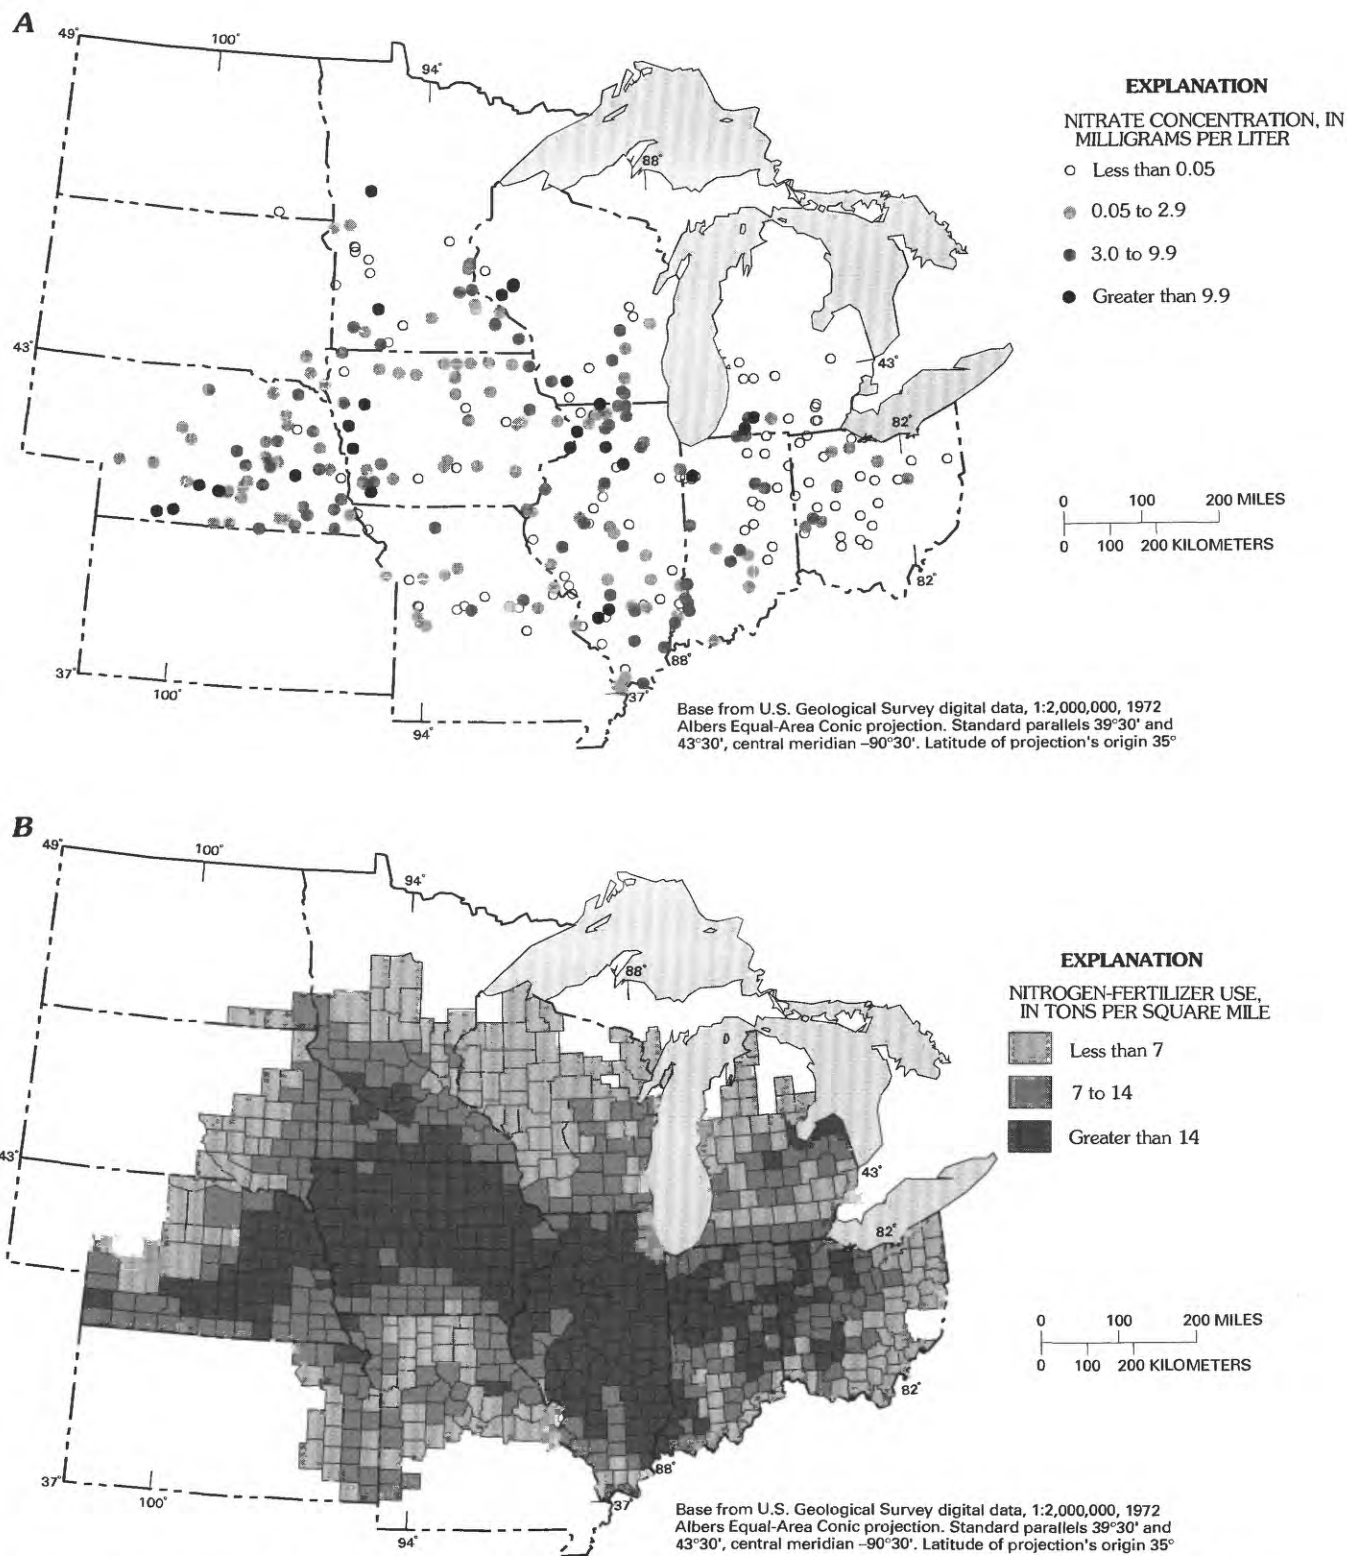 A
49°
100°
94°
88°
43°
43°
82°
82°
88°
37°
37°
100°
94°
EXPLANATION
NITRATE CONCENTRATION, IN
MILLIGRAMS PER LITER
Less than 0.05
0.05 to 2.9
3.0 to 9.9
Greater than 9.9
0 100 200 MILES
0 100 200 KILOMETERS
Base from U.S. Geological Survey digital data, 1:2,000,000, 1972
Albers Equal-Area Conic projection. Standard parallels 39°30' and
43°30', central meridian –90°30'. Latitude of projection's origin 35°
B
49°
100°
94°
88°
43°
43°
82°
82°
88°
37°
37
100°
94°
EXPLANATION
NITROGEN-FERTILIZER USE,
IN TONS PER SQUARE MILE
Less than 7
7 to 14
Greater than 14
0 100 200 MILES
0 100 200 KILOMETERS
Base from U.S. Geological Survey digital data, 1:2,000,000, 1972
Albers Equal-Area Conic projection. Standard parallels 39°30' and
43°30', central meridian –90°30'. Latitude of projection's origin 35°